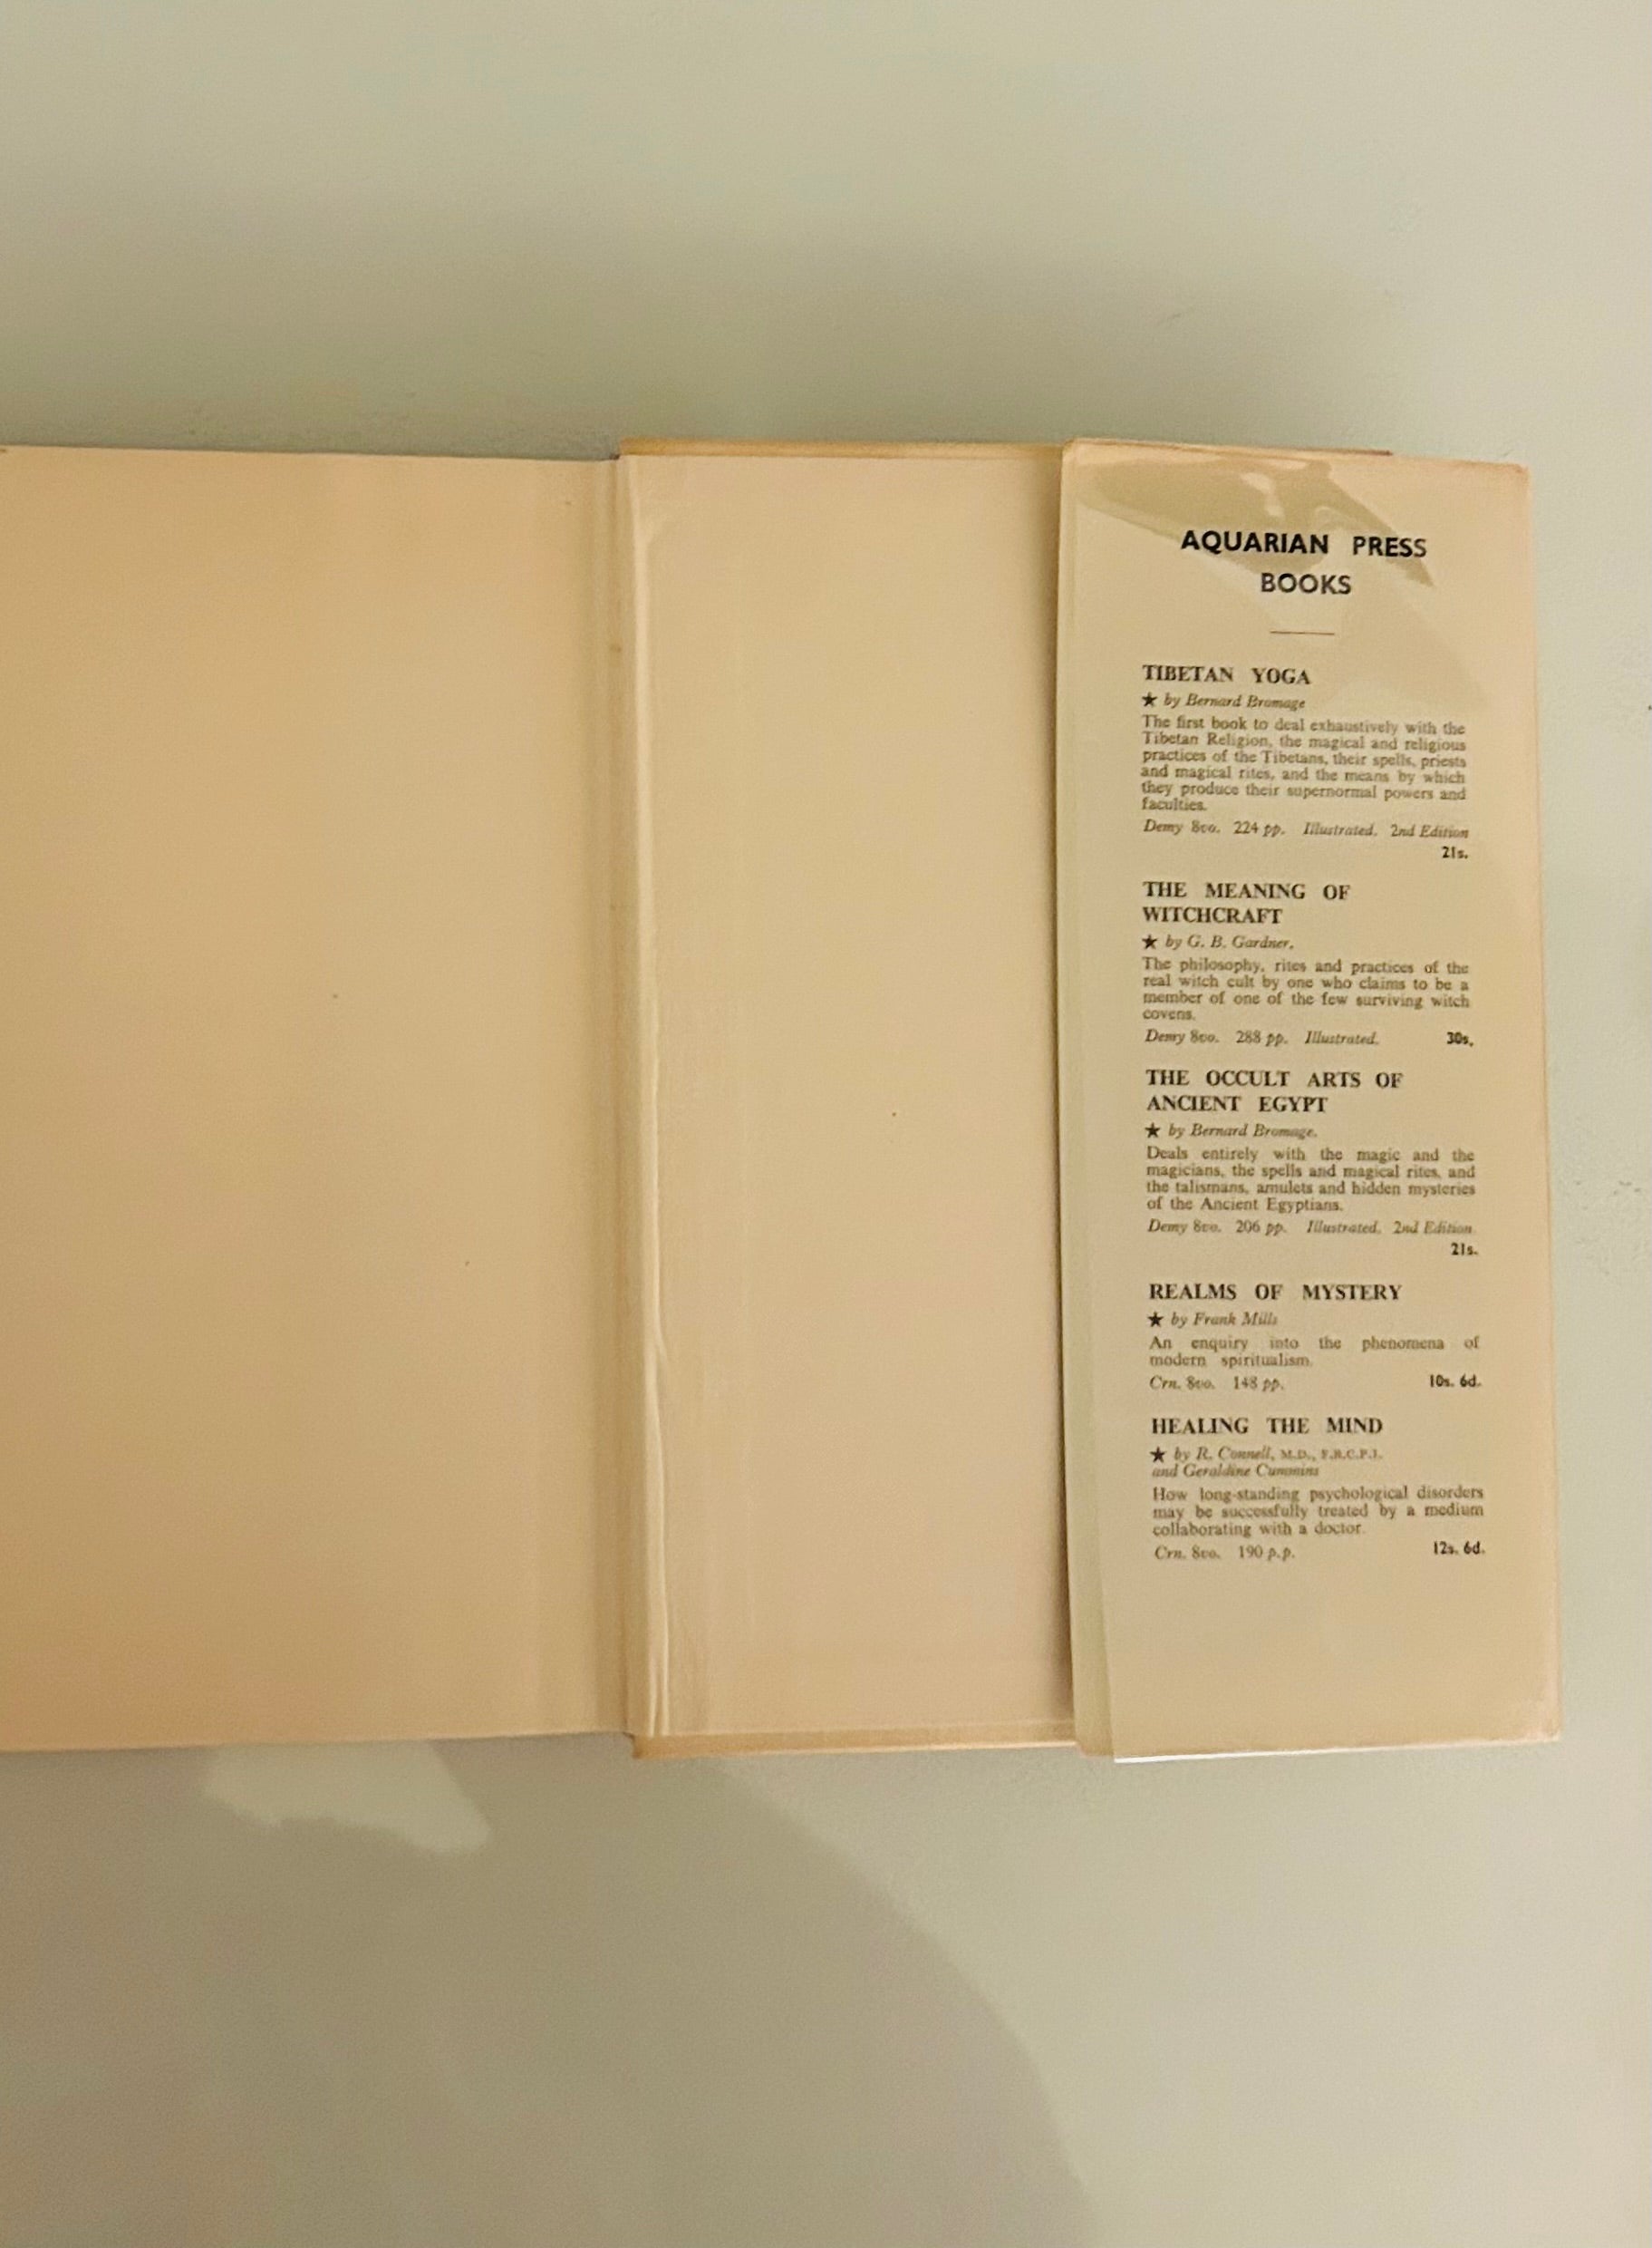 AQUARIAN PRESS
BOOKS
TIBETAN YOGA
★ by Bernard Bromage
The first book to deal exhaustively with the
Tibetan Religion, the magical and religious
practices of the Tibetans, their spells, priests
and magical rites, and the means by which
they produce their supernormal powers and
faculties.
Demy 8vo. 224 pp. Illustrated. 2nd Edition
21s.
THE MEANING OF
WITCHCRAFT
★ by G. B. Gardner.
The philosophy, rites and practices of the
real witch cult by one who claims to be a
member of one of the few surviving witch
covens.
Demy 8vo. 288 pp. Illustrated. 30s.
THE OCCULT ARTS OF
ANCIENT EGYPT
★ by Bernard Bromage.
Deals entirely with the magic and the
magicians, the spells and magical rites, and
the talismans, amulets and hidden mysteries
of the Ancient Egyptians.
Demy 8vo. 206 pp. Illustrated. 2nd Edition.
21s.
REALMS OF MYSTERY
★ by Frank Mills
An enquiry into the phenomena of
modern spiritualism.
Crn. 8vo. 148 pp. 10s. 6d.
HEALING THE MIND
★ by R. Connell, M.D., F.R.C.P.I.
and Geraldine Cummins
How long-standing psychological disorders
may be successfully treated by a medium
collaborating with a doctor.
Crn. 8vo. 190 p.p. 12s. 6d.